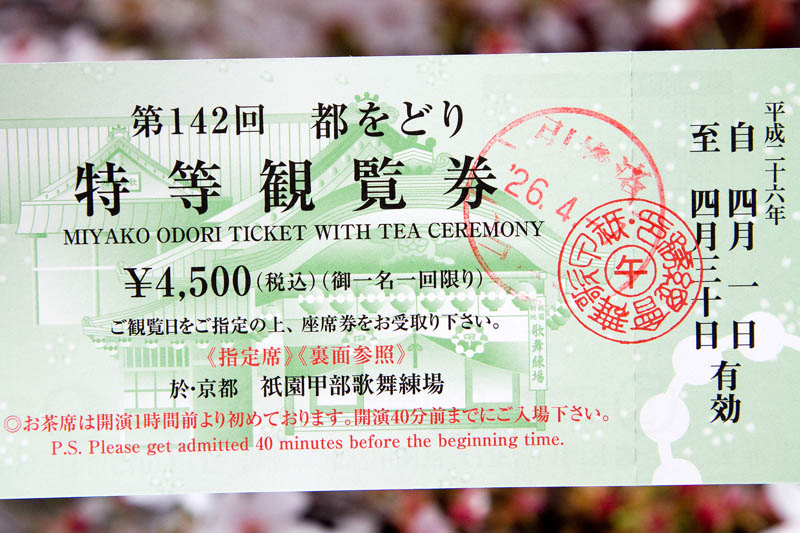 第142回 都をどり
特等観覧券
MIYAKO ODORI TICKET WITH TEA CEREMONY
¥4,500(税込)(御一名一回限り)
ご観覧日をご指定の上、座席券をお受取り下さい。
《指定席》《裏面参照》
於・京都 祇園甲部歌舞練場
◎お茶席は開演1時間前より初めております。開演40分前までにご入場下さい。
P.S. Please get admitted 40 minutes before the beginning time.
平成二十六年
自 四月 一日
至 四月三十日
有効
'26.4
午
歌舞練場